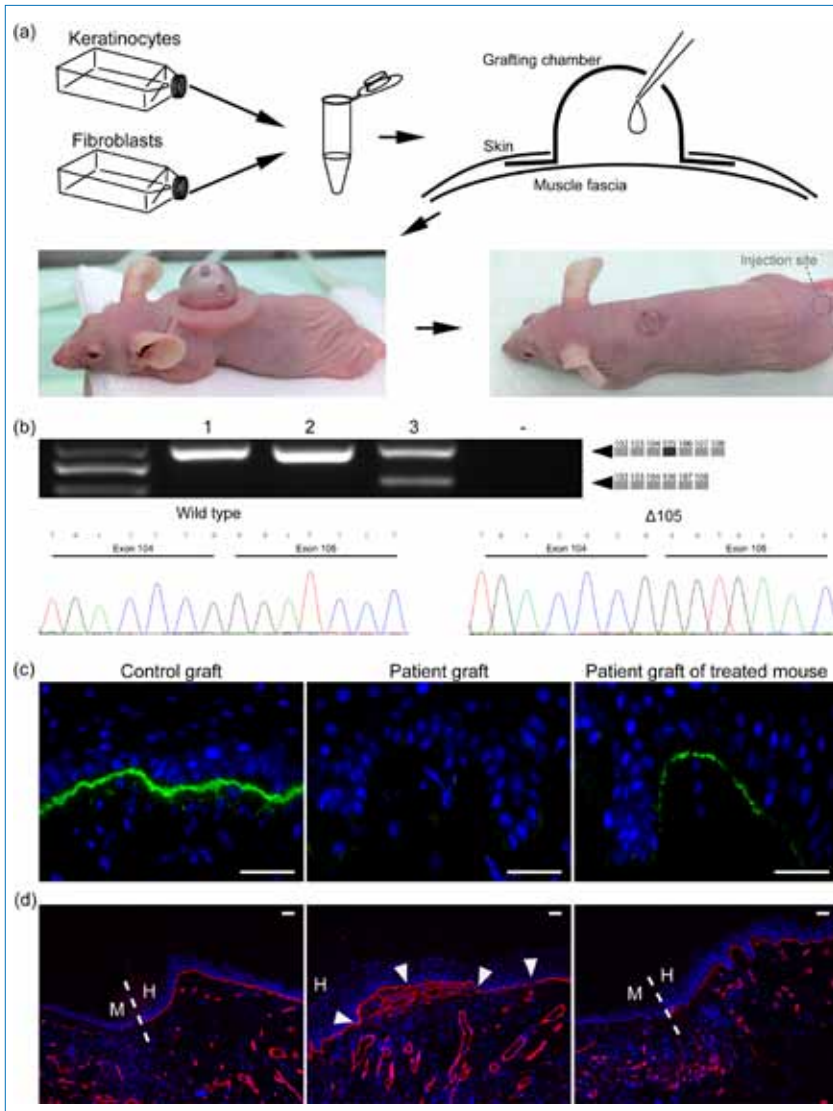 (a)
Keratinocytes
Fibroblasts
Grafting chamber
Skin
Muscle fascia
Injection site
(b)
1 2 3 -
Wild type Δ105
Exon 104 Exon 106 Exon 104 Exon 106
(c)
Control graft Patient graft Patient graft of treated mouse
(d)
M H H M H